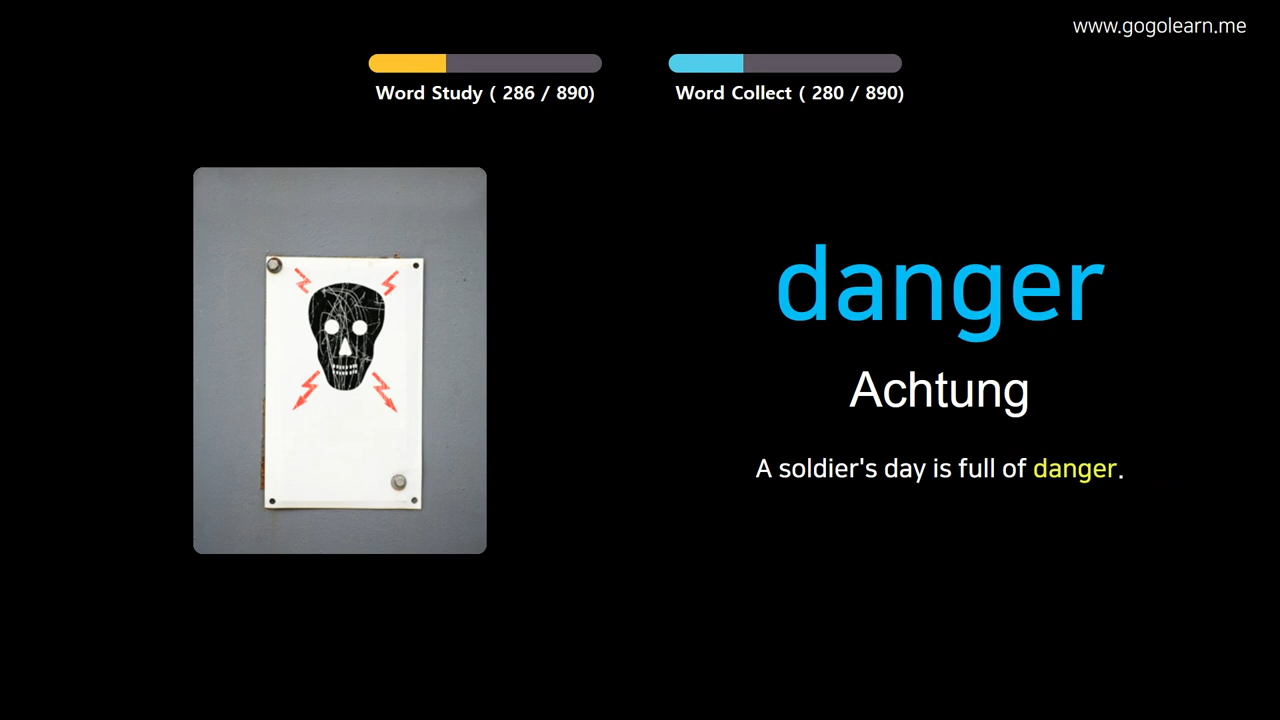 www.gogolearn.me
Word Study ( 286 / 890)
Word Collect ( 280 / 890)
danger
Achtung
A soldier's day is full of danger.